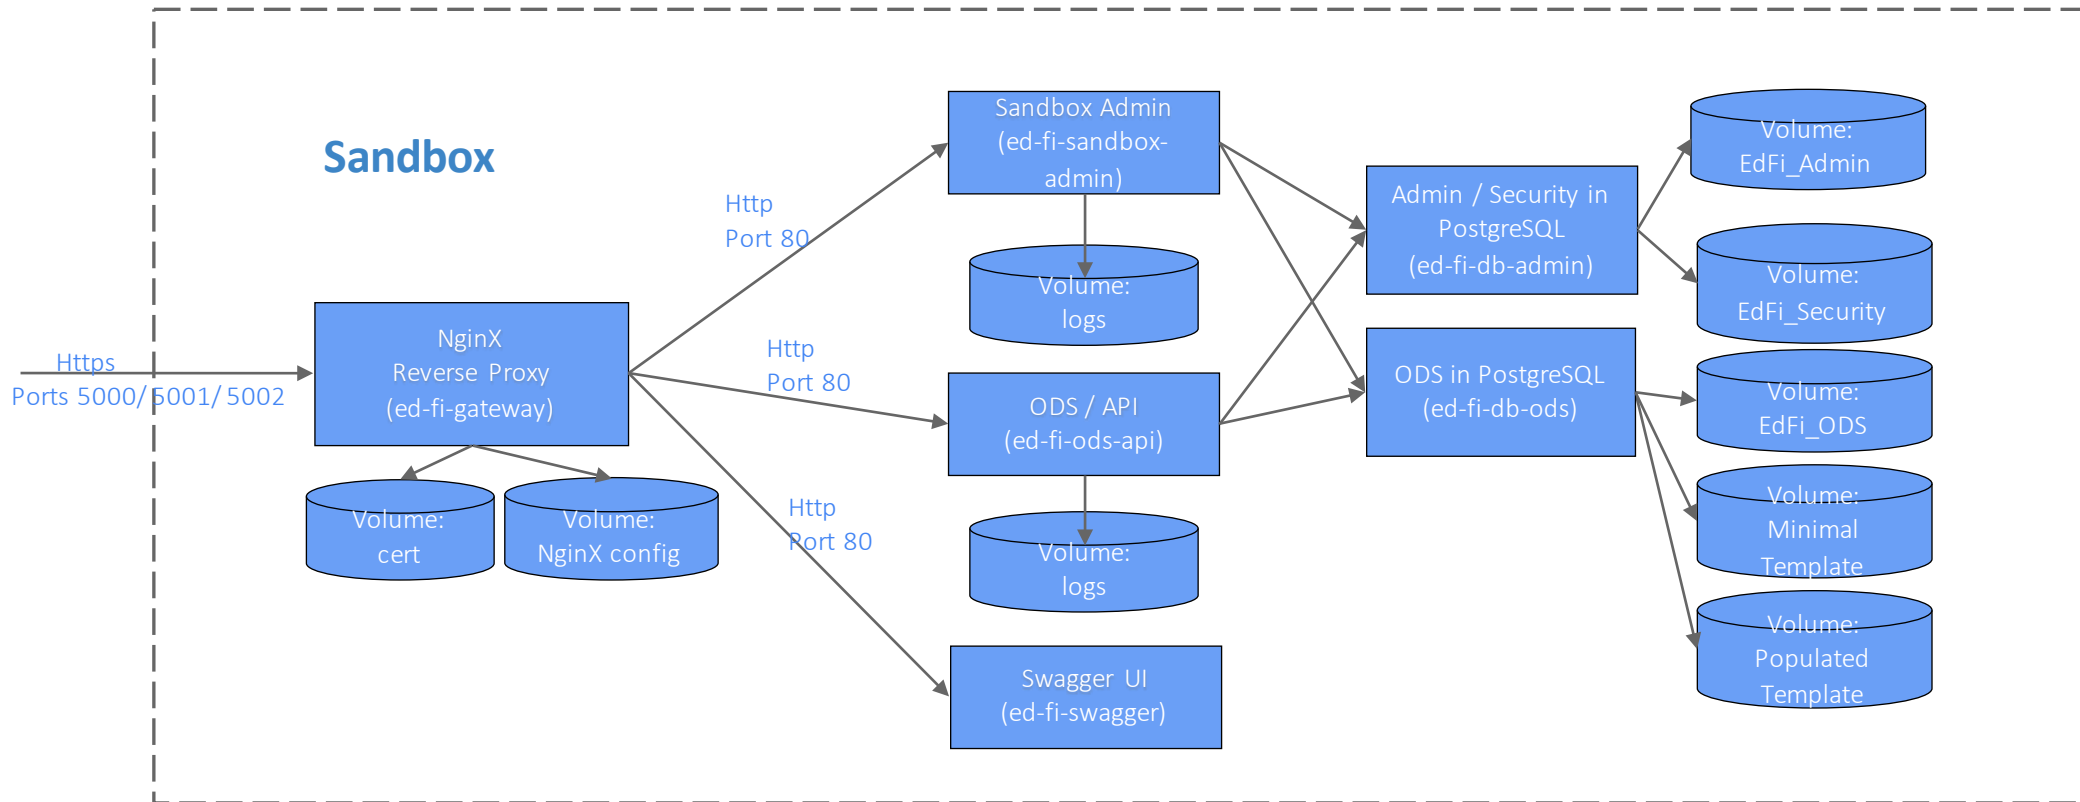 Sandbox
Https
Ports 5000/5001/5002
NginX
Reverse Proxy
(ed-fi-gateway)
Volume:
cert
Volume:
NginX config
Http
Port 80
Http
Port 80
Http
Port 80
Sandbox Admin
(ed-fi-sandbox-
admin)
Volume:
logs
ODS / API
(ed-fi-ods-api)
Volume:
logs
Swagger UI
(ed-fi-swagger)
Admin / Security in
PostgreSQL
(ed-fi-db-admin)
ODS in PostgreSQL
(ed-fi-db-ods)
Volume:
EdFi_Admin
Volume:
EdFi_Security
Volume:
EdFi_ODS
Volume:
Minimal
Template
Volume:
Populated
Template